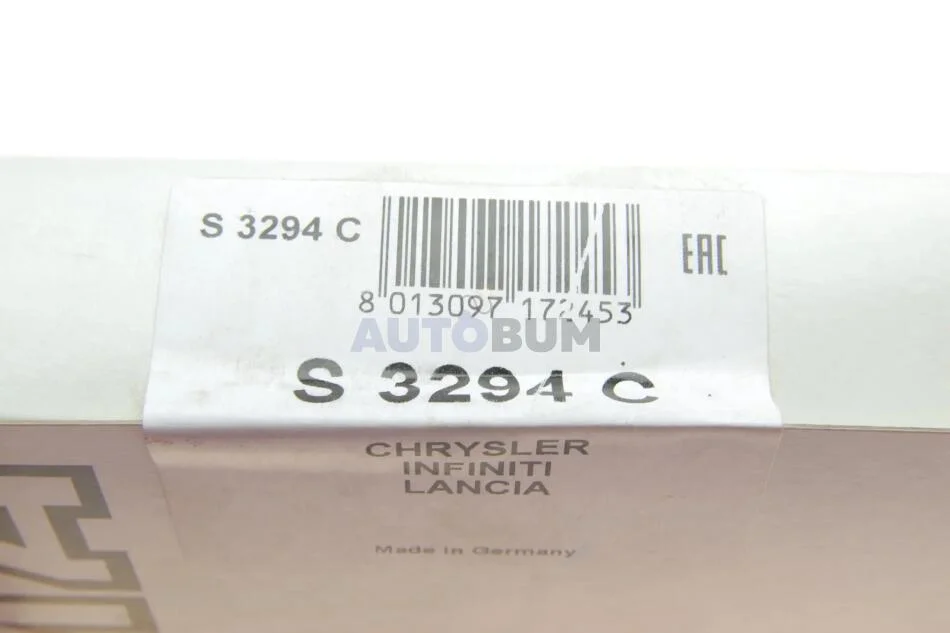 S 3294 C
EAC
8 013097 172453
AUTOBUM
S 3294 C
CHRYSLER
INFINITI
LANCIA
Made in Germany